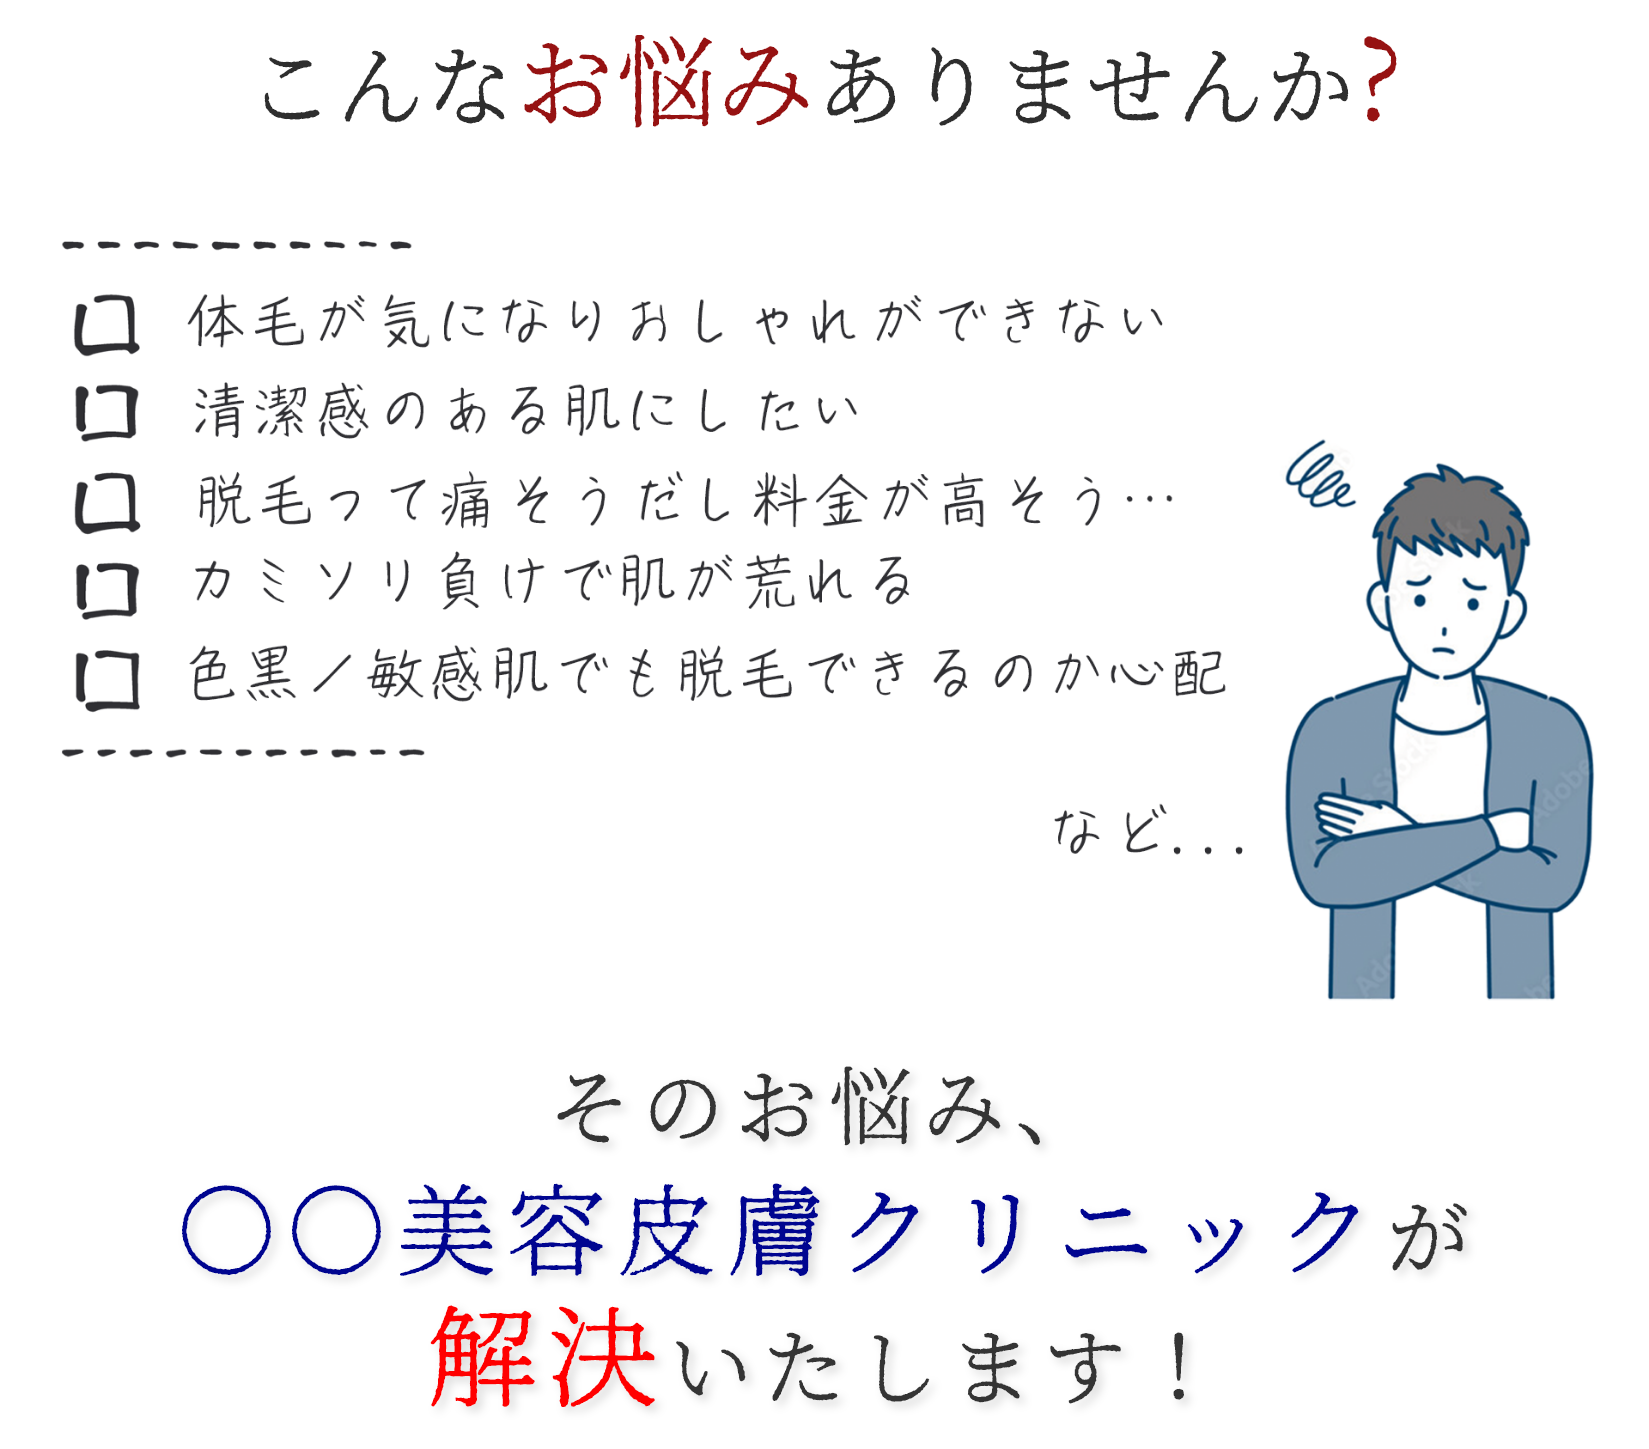 こんなお悩みありませんか?
体毛が気になりおしゃれができない
清潔感のある肌にしたい
脱毛って痛そうだし料金が高そう…
カミソリ負けで肌が荒れる
色黒/敏感肌でも脱毛できるのか心配
など...
そのお悩み、
〇〇美容皮膚クリニックが
解決いたします！